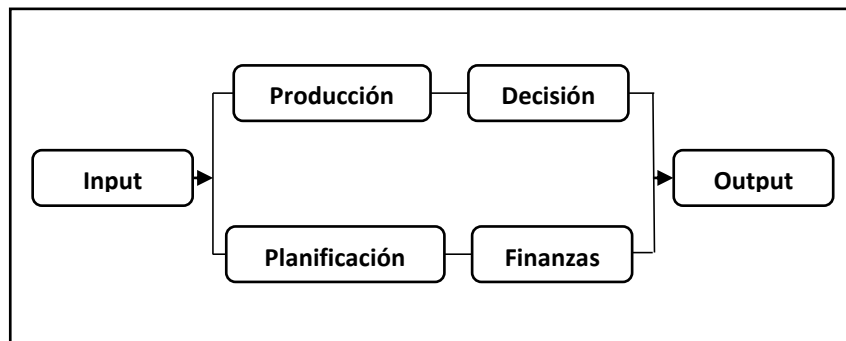 Producción
Decisión
Input
Output
Planificación
Finanzas